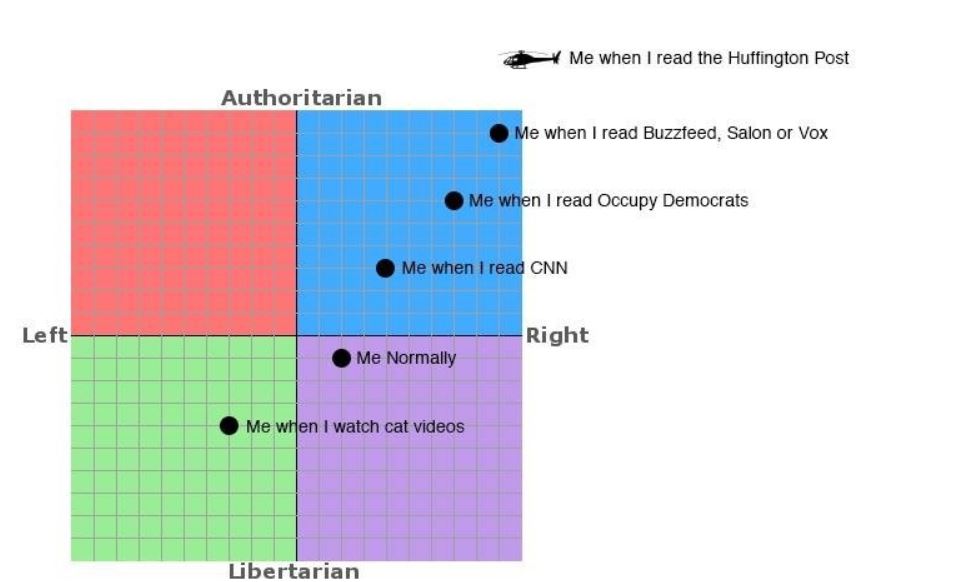 Me when I read the Huffington Post
Authoritarian
Me when I read Buzzfeed, Salon or Vox
Me when I read Occupy Democrats
Me when I read CNN
Left
Right
Me Normally
Me when I watch cat videos
Libertarian